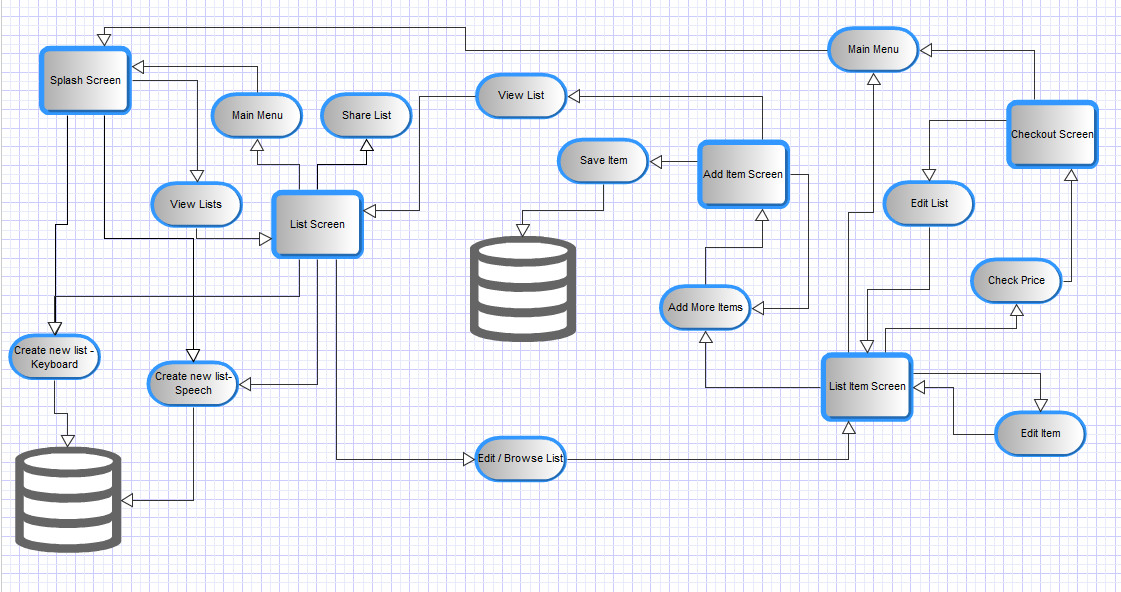 Main Menu
Splash Screen
View List
Main Menu
Share List
Checkout Screen
Save Item
Add Item Screen
View Lists
Edit List
List Screen
Check Price
Add More Items
Create new list -
Keyboard
Create new list-
Speech
List Item Screen
Edit Item
Edit / Browse List